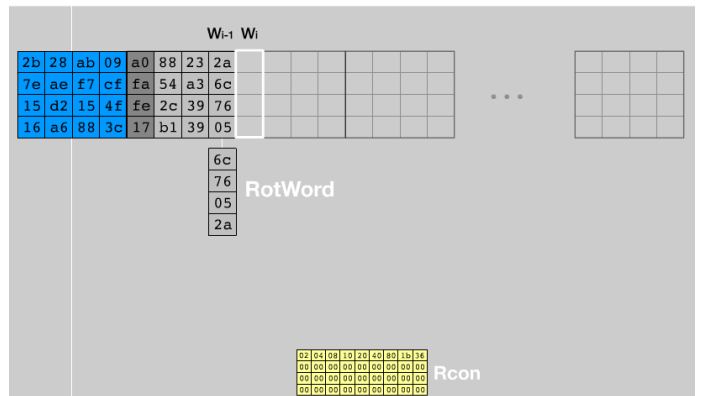 Wi-1 Wi
2b 28 ab 09 a0 88 23 2a
7e ae f7 cf fa 54 a3 6c
15 d2 15 4f fe 2c 39 76
16 a6 88 3c 17 b1 39 05
...
6c
76
05
2a
RotWord
02 04 08 10 20 40 80 1b 36
00 00 00 00 00 00 00 00 00
00 00 00 00 00 00 00 00 00
00 00 00 00 00 00 00 00 00
Rcon